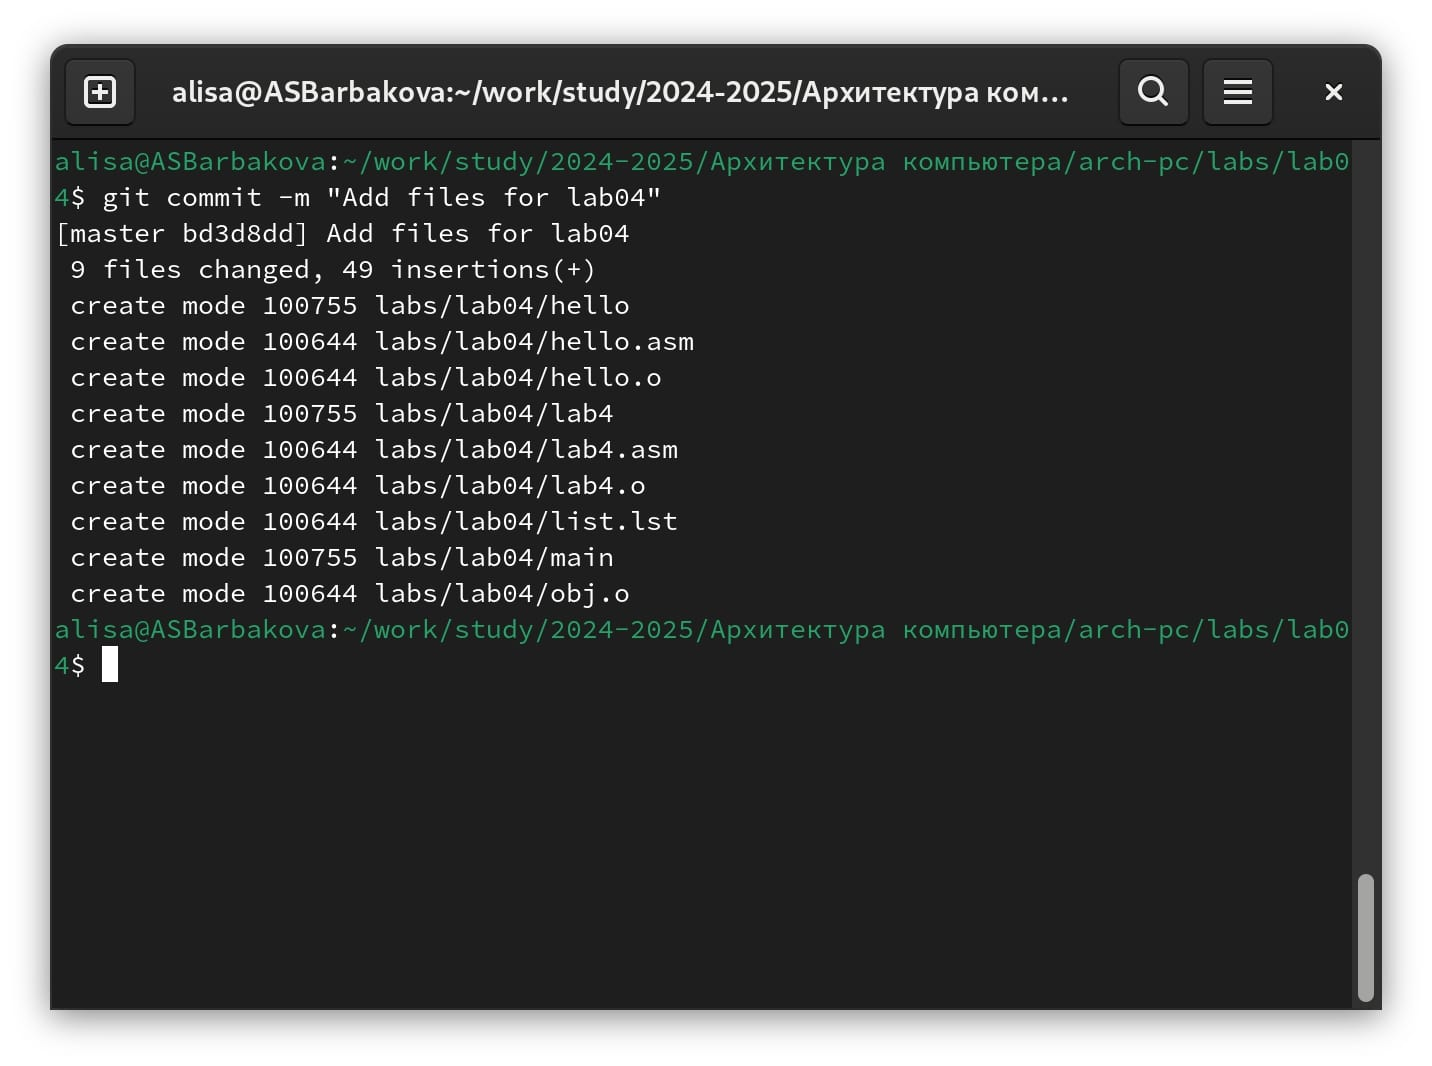 alisa@ASBarbakova:~/work/study/2024-2025/Архитектура ком...
alisa@ASBarbakova:~/work/study/2024-2025/Архитектура компьютера/arch-pc/labs/lab0
4$ git commit -m "Add files for lab04"
[master bd3d8dd] Add files for lab04
 9 files changed, 49 insertions(+)
 create mode 100755 labs/lab04/hello
 create mode 100644 labs/lab04/hello.asm
 create mode 100644 labs/lab04/hello.o
 create mode 100755 labs/lab04/lab4
 create mode 100644 labs/lab04/lab4.asm
 create mode 100644 labs/lab04/lab4.o
 create mode 100644 labs/lab04/list.lst
 create mode 100755 labs/lab04/main
 create mode 100644 labs/lab04/obj.o
alisa@ASBarbakova:~/work/study/2024-2025/Архитектура компьютера/arch-pc/labs/lab0
4$